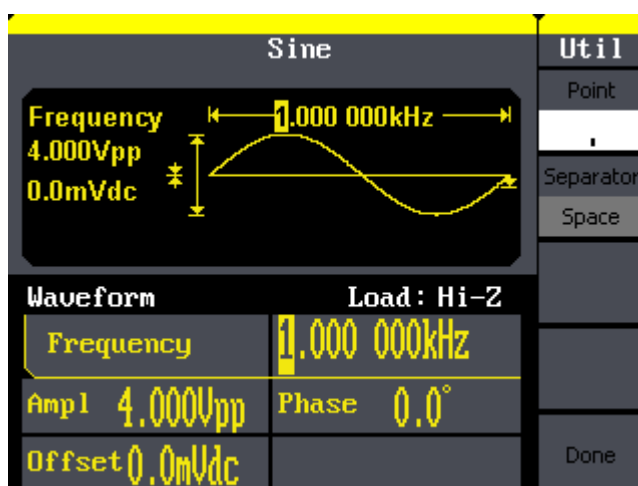 Sine
Util
Point
.
Separator
Space
Done
Frequency
1.000 000kHz
4.000Vpp
0.0mVdc
Waveform
Load: Hi-Z
Frequency
1.000 000kHz
Ampl 4.000Vpp
Phase 0.0°
Offset 0.0mVdc